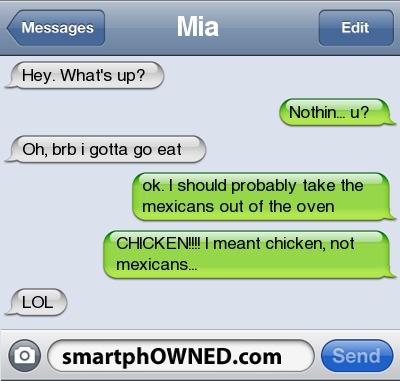 Messages
Mia
Edit
Hey. What's up?
Nothin... u?
Oh, brb i gotta go eat
ok. I should probably take the
mexicans out of the oven
CHICKEN!!!! I meant chicken, not
mexicans...
LOL
smartphOWNED.com
Send